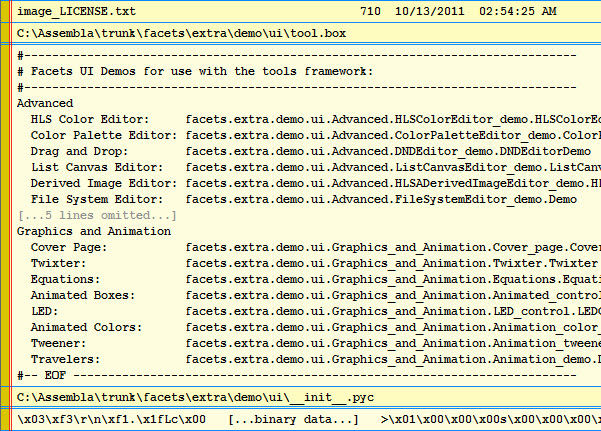 image_LICENSE.txt 710 10/13/2011 02:54:25 AM
C:\Assembla\trunk\facets\extra\demo\ui\tool.box
#-------------------------------------------------------------------------------
# Facets UI Demos for use with the tools framework:
#-------------------------------------------------------------------------------
Advanced
HLS Color Editor: facets.extra.demo.ui.Advanced.HLSColorEditor_demo.HLSColorE
Color Palette Editor: facets.extra.demo.ui.Advanced.ColorPaletteEditor_demo.Color
Drag and Drop: facets.extra.demo.ui.Advanced.DNDEditor_demo.DNDEditorDemo
List Canvas Editor: facets.extra.demo.ui.Advanced.ListCanvasEditor_demo.ListCanv
Derived Image Editor: facets.extra.demo.ui.Advanced.HLSADerivedImageEditor_demo.H
File System Editor: facets.extra.demo.ui.Advanced.FileSystemEditor_demo.Demo
[...5 lines omitted...]
Graphics and Animation
Cover Page: facets.extra.demo.ui.Graphics_and_Animation.Cover_page.Cover
Twixter: facets.extra.demo.ui.Graphics_and_Animation.Twixter.Twixter
Equations: facets.extra.demo.ui.Graphics_and_Animation.Equations.Equati
Animated Boxes: facets.extra.demo.ui.Graphics_and_Animation.Animated_control
LED: facets.extra.demo.ui.Graphics_and_Animation.LED_control.LED
Animated Colors: facets.extra.demo.ui.Graphics_and_Animation.Animation_color_
Tweener: facets.extra.demo.ui.Graphics_and_Animation.Animation_tweene
Travelers: facets.extra.demo.ui.Graphics_and_Animation.Animation_demo.
#-- EOF ------------------------------------------------------------------------
C:\Assembla\trunk\facets\extra\demo\ui\__init__.pyc
\x03\xf3\r\n\xf1.\x1fLc\x00 [...binary data...] >\x01\x00\x00\x00s\x00\x00\x00\x